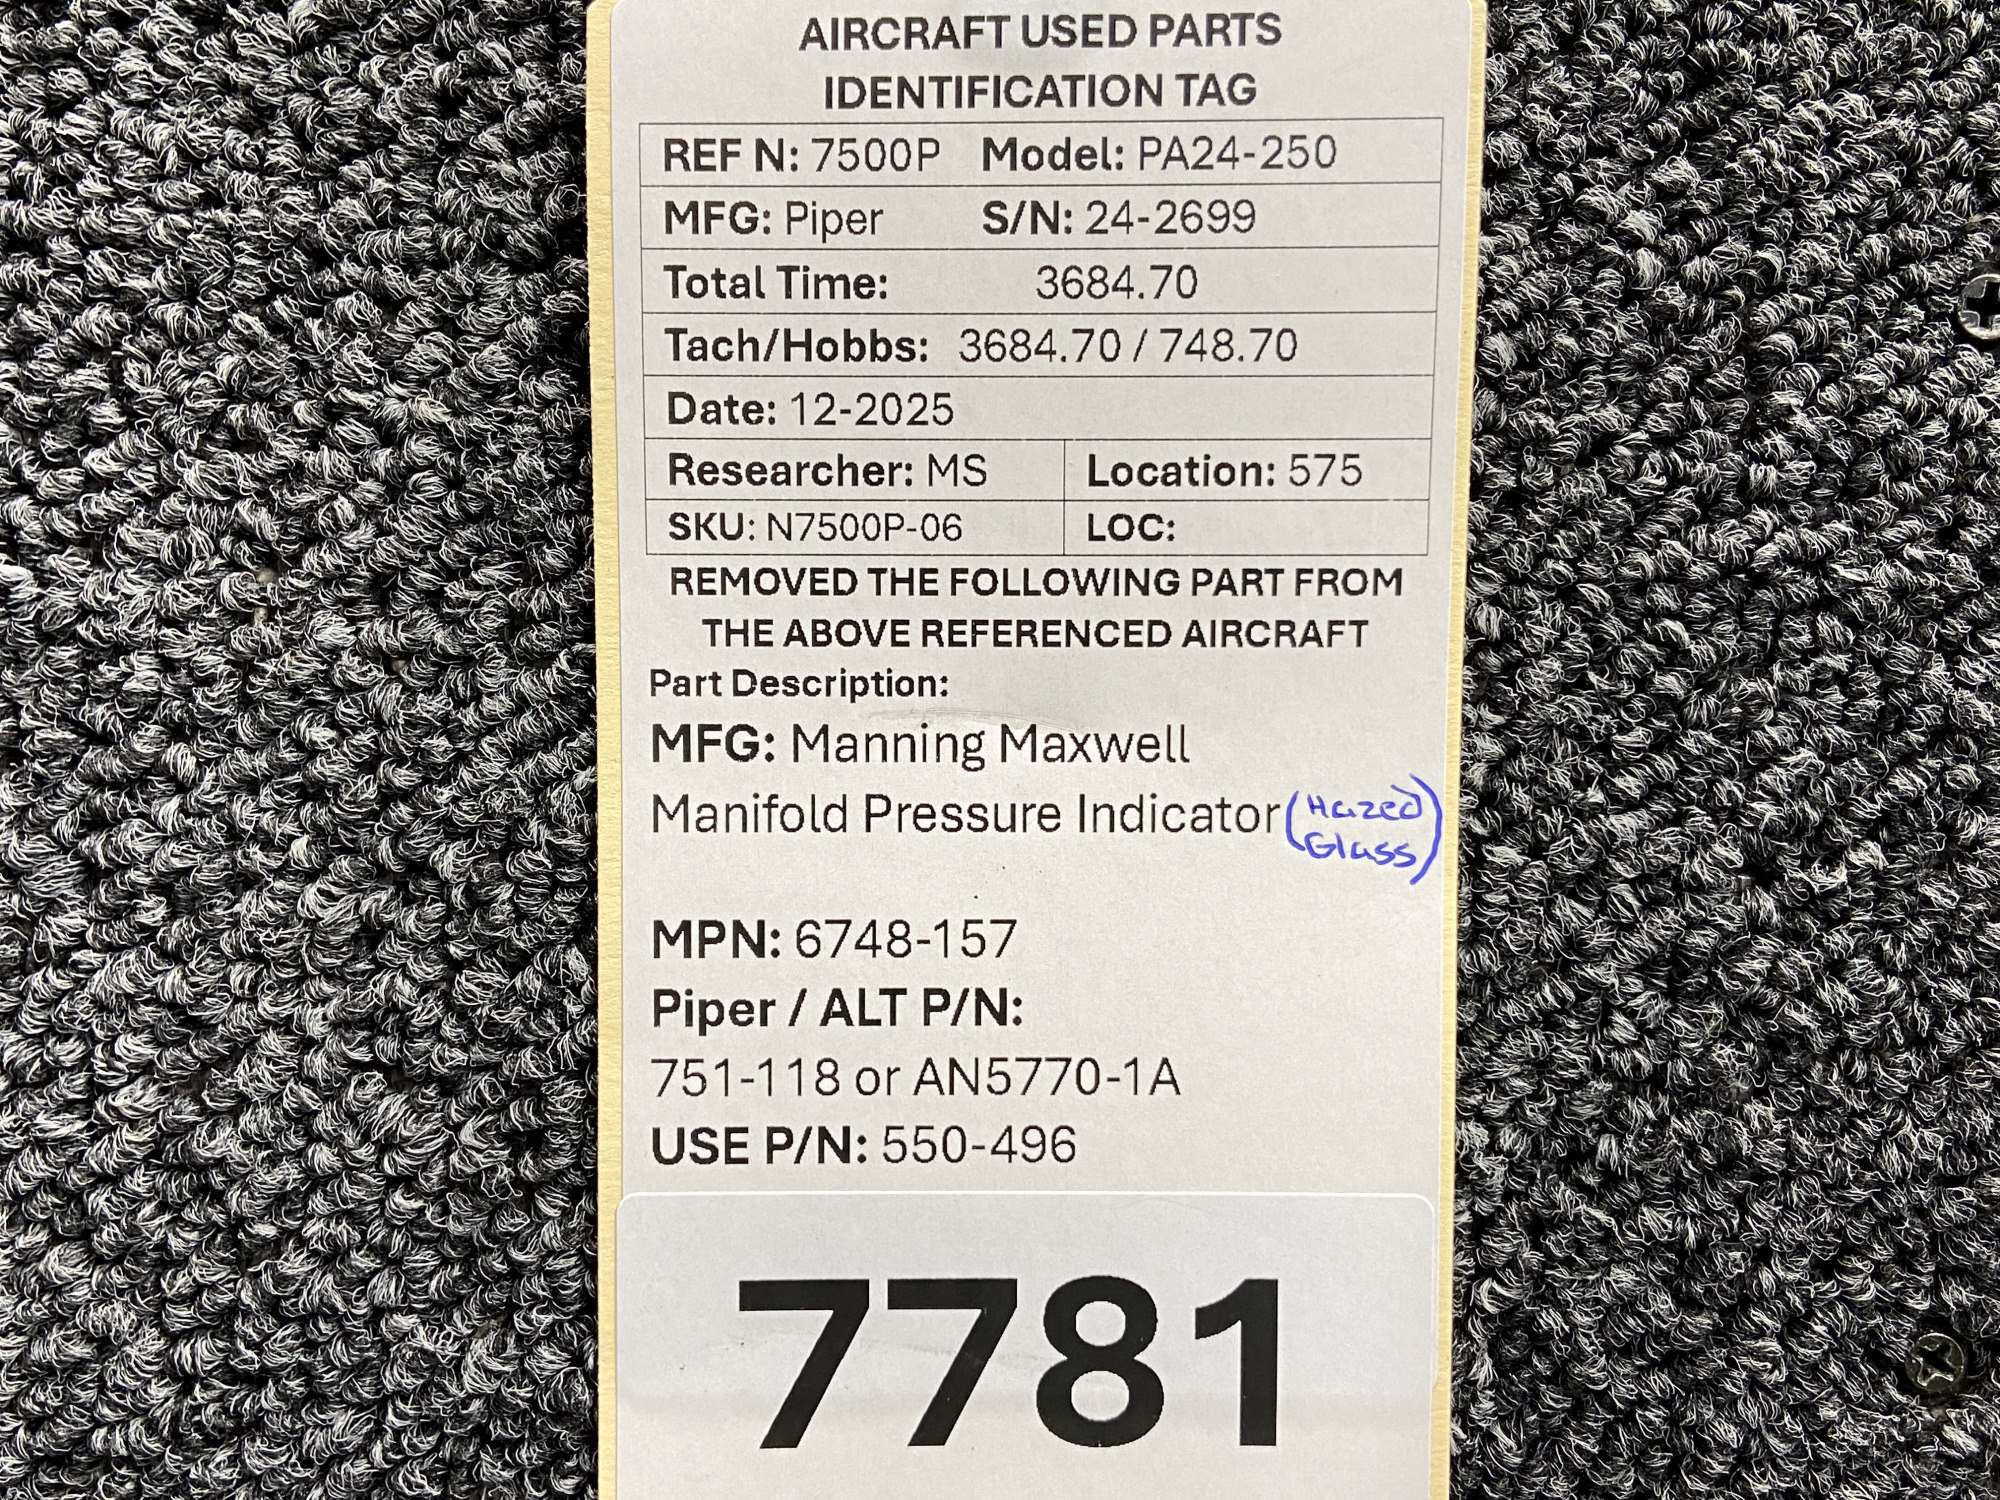 AIRCRAFT USED PARTS
IDENTIFICATION TAG
REF N: 7500P Model: PA24-250
MFG: Piper S/N: 24-2699
Total Time: 3684.70
Tach/Hobbs: 3684.70 / 748.70
Date: 12-2025
Researcher: MS Location: 575
SKU: N7500P-06 LOC:
REMOVED THE FOLLOWING PART FROM
THE ABOVE REFERENCED AIRCRAFT
Part Description:
MFG: Manning Maxwell
Manifold Pressure Indicator (Hazed
Glass)
MPN: 6748-157
Piper / ALT P/N:
751-118 or AN5770-1A
USE P/N: 550-496
7781